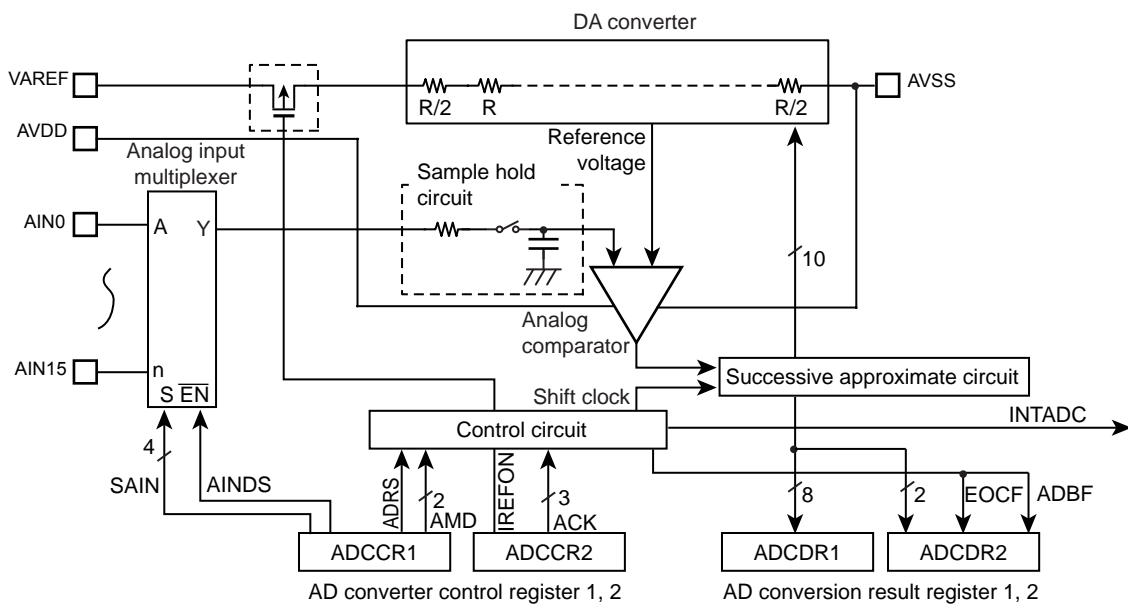 DA converter
VAREF
AVSS
R/2
R
R/2
AVDD
Analog input
multiplexer
Reference
voltage
Sample hold
circuit
AIN0
A
Y
10
Analog
comparator
AIN15
n
S EN
Successive approximate circuit
Shift clock
Control circuit
INTADC
4
SAIN
AINDS
ADRS
2
AMD
IREFON
3
ACK
8
2
EOCF
ADBF
ADCCR1
ADCCR2
ADCDR1
ADCDR2
AD converter control register 1, 2
AD conversion result register 1, 2